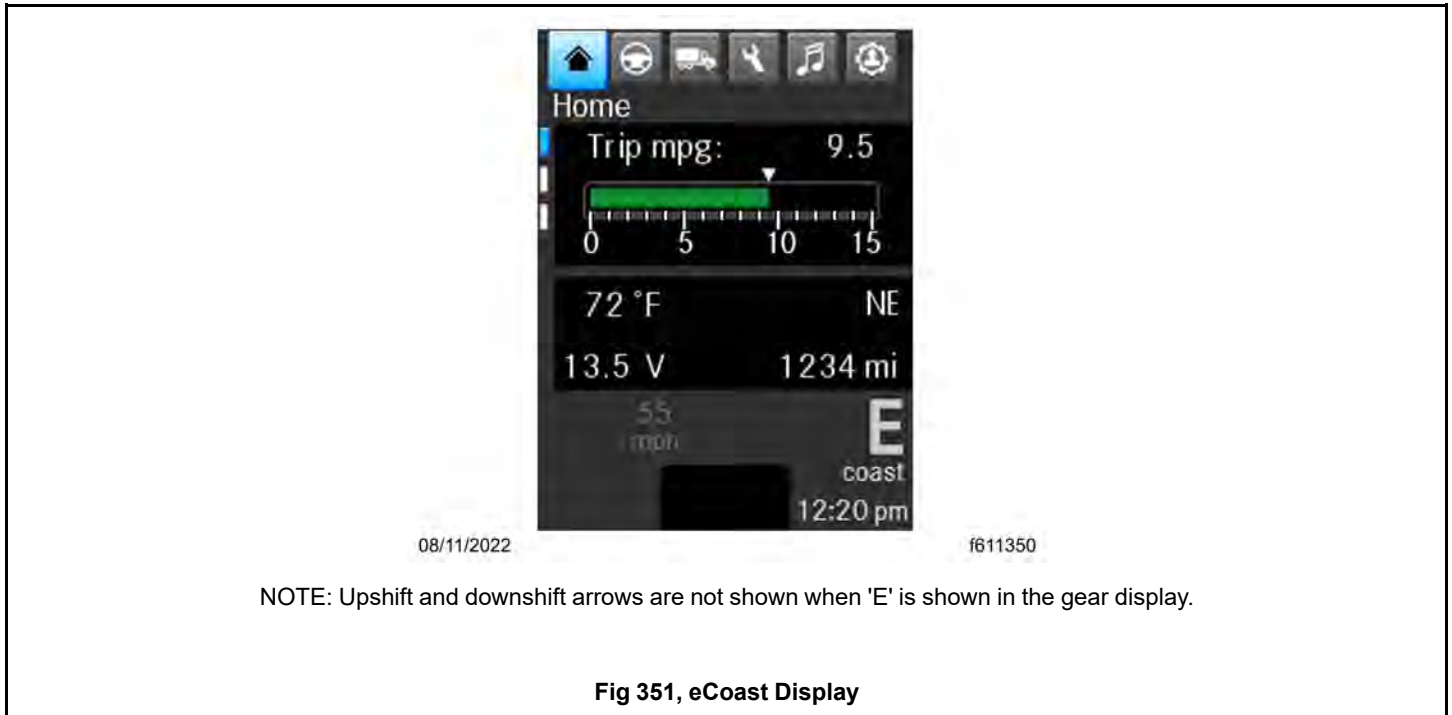 Home
Trip mpg: 9.5
0 5 10 15
72 °F NE
13.5 V 1234 mi
55
mph
E
coast
12:20 pm
08/11/2022 f611350
NOTE: Upshift and downshift arrows are not shown when 'E' is shown in the gear display.
Fig 351, eCoast Display